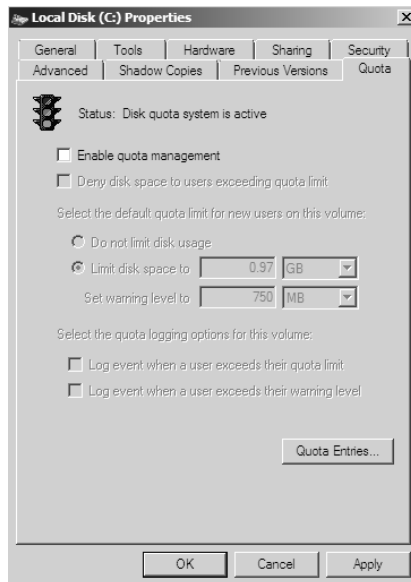 Local Disk (C:) Properties
General Tools Hardware Sharing Security
Advanced Shadow Copies Previous Versions Quota
Status: Disk quota system is active
Enable quota management
Deny disk space to users exceeding quota limit
Select the default quota limit for new users on this volume:
Do not limit disk usage
Limit disk space to 0.97 GB
Set warning level to 750 MB
Select the quota logging options for this volume:
Log event when a user exceeds their quota limit
Log event when a user exceeds their warning level
Quota Entries...
OK Cancel Apply